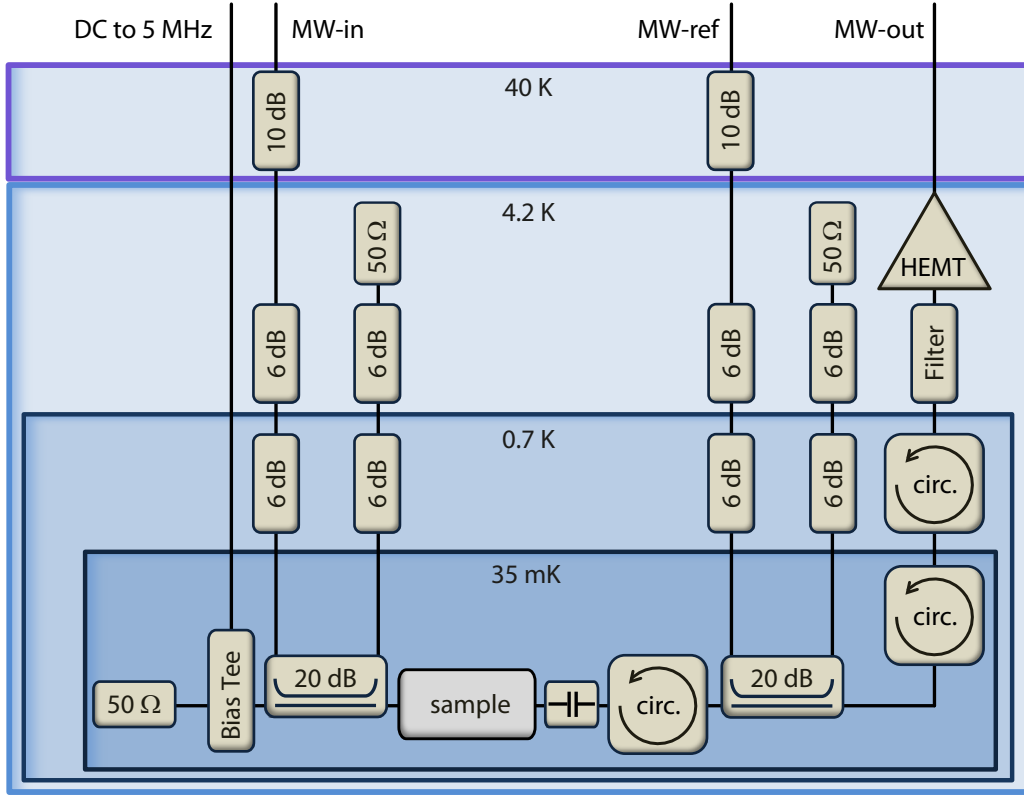 DC to 5 MHz
MW-in
MW-ref
MW-out
40 K
10 dB
10 dB
4.2 K
50 Ω
50 Ω
HEMT
6 dB
6 dB
6 dB
6 dB
Filter
0.7 K
6 dB
6 dB
6 dB
6 dB
circ.
35 mK
circ.
50 Ω
Bias Tee
20 dB
sample
circ.
20 dB